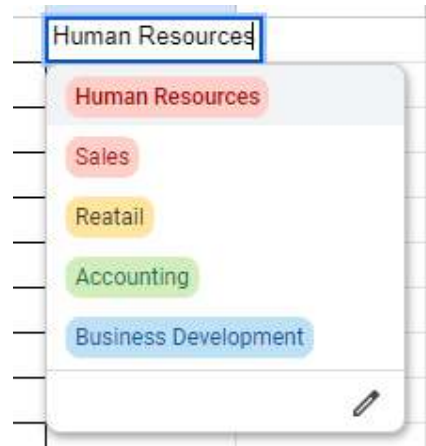 Human Resources
Human Resources
Sales
Reatail
Accounting
Business Development